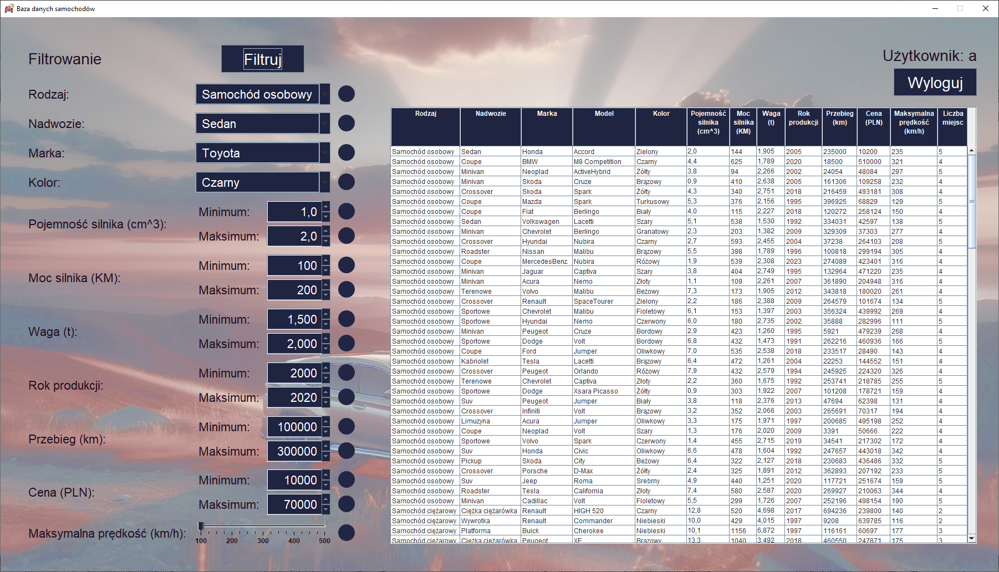 Baza danych samochodów
Filtrowanie
Filtruj
Użytkownik: a
Wyloguj
Rodzaj:
Samochód osobowy
Nadwozie:
Sedan
Marka:
Toyota
Kolor:
Czarny
Pojemność silnika (cm^3):
Minimum:
1,0
Maksimum:
2,0
Moc silnika (KM):
Minimum:
100
Maksimum:
200
Waga (t):
Minimum:
1,500
Maksimum:
2,000
Rok produkcji:
Minimum:
2000
Maksimum:
2020
Przebieg (km):
Minimum:
100000
Maksimum:
300000
Cena (PLN):
Minimum:
10000
Maksimum:
70000
Maksymalna prędkość (km/h):
100 200 300 400 500
Rodzaj Nadwozie Marka Model Kolor Pojemność silnika (cm^3) Moc silnika (KM) Waga (t) Rok produkcji Przebieg (km) Cena (PLN) Maksymalna prędkość (km/h) Liczba miejsc
Samochód osobowy Sedan Honda Accord Zielony 2,0 144 1,905 2005 235000 10200 235 5
Samochód osobowy Coupe BMW M8 Competition Czarny 4,4 625 1,789 2020 18500 510000 321 4
Samochód osobowy Minivan Neoplad ActiveHybrid Żółty 3,8 94 2,266 2002 24054 48084 297 5
Samochód osobowy Minivan Skoda Cruze Brązowy 0,9 410 2,638 2005 161306 109258 232 4
Samochód osobowy Crossover Skoda Spark Żółty 4,3 340 2,751 2018 216459 493181 308 4
Samochód osobowy Coupe Mazda Spark Turkusowy 5,3 376 2,156 1995 396925 68829 129 5
Samochód osobowy Coupe Fiat Berlingo Biały 4,0 115 2,227 2018 120272 258124 150 4
Samochód osobowy Sedan Volkswagen Lacetti Szary 5,1 538 1,530 1992 334031 42597 138 5
Samochód osobowy Minivan Chevrolet Berlingo Granatowy 2,3 203 1,382 2009 329309 37303 277 4
Samochód osobowy Crossover Hyundai Nubira Czarny 2,7 593 2,455 2004 37238 264103 208 5
Samochód osobowy Roadster Nissan Malibu Brązowy 5,5 398 1,789 1996 100818 299194 305 4
Samochód osobowy Coupe MercedesBenz Nubira Różowy 1,9 539 2,308 2023 274089 423401 316 4
Samochód osobowy Minivan Jaguar Captiva Szary 3,8 404 2,749 1995 132964 471220 235 4
Samochód osobowy Minivan Acura Nemo Złoty 1,1 109 2,261 2007 361890 204948 316 4
Samochód osobowy Terenowe Volvo Malibu Beżowy 7,3 173 1,905 2012 343818 180020 261 4
Samochód osobowy Crossover Renault SpaceTourer Zielony 2,2 186 2,388 2009 264579 101674 134 5
Samochód osobowy Sportowe Chevrolet Malibu Fioletowy 6,1 153 1,397 2003 356324 439992 269 4
Samochód osobowy Sportowe Hyundai Nemo Czerwony 6,0 180 2,735 2002 35888 282996 111 5
Samochód osobowy Minivan Peugeot Cruze Bordowy 2,9 423 1,260 1995 5921 479239 268 4
Samochód osobowy Sportowe Dodge Volt Bordowy 6,8 432 1,473 1991 262216 460936 166 5
Samochód osobowy Coupe Ford Jumper Oliwkowy 7,0 535 2,538 2018 233517 28490 143 4
Samochód osobowy Kabriolet Tesla Lacetti Brązowy 6,4 472 1,261 2004 22253 144552 151 4
Samochód osobowy Crossover Peugeot Orlando Różowy 7,9 432 2,579 1994 245925 224320 326 4
Samochód osobowy Terenowe Chevrolet Captiva Złoty 2,2 360 1,675 1992 253741 218785 255 5
Samochód osobowy Sportowe Dodge Xsara Picasso Żółty 0,9 303 1,922 2007 101208 178721 159 4
Samochód osobowy Suv Peugeot Jumper Biały 3,8 118 2,376 2013 47694 62398 131 4
Samochód osobowy Crossover Infiniti Volt Brązowy 3,2 352 2,066 2003 265691 70317 194 4
Samochód osobowy Limuzyna Acura Jumper Oliwkowy 3,3 175 1,971 1997 200685 495198 252 4
Samochód osobowy Coupe Neoplad Volt Szary 1,3 176 2,020 2009 3391 50666 222 4
Samochód osobowy Sportowe Volvo Spark Czerwony 1,4 455 2,715 2019 34541 217302 172 4
Samochód osobowy Suv Honda Civic Oliwkowy 6,6 478 1,604 1992 247657 443018 342 4
Samochód osobowy Pickup Skoda City Beżowy 6,4 322 2,127 2018 230683 436486 332 5
Samochód osobowy Crossover Porsche D-Max Żółty 2,4 325 1,891 2012 362893 207192 233 5
Samochód osobowy Suv Jeep Roma Srebrny 4,9 440 1,251 2020 117721 251674 159 5
Samochód osobowy Roadster Tesla California Złoty 7,4 580 2,587 2020 269927 210063 344 4
Samochód osobowy Minivan Cadillac Volt Fioletowy 5,5 299 1,726 2007 252196 498154 190 5
Samochód ciężarowy Ciężka ciężarówka Renault HIGH 520 Czarny 12,8 520 4,698 2017 694236 239800 140 2
Samochód ciężarowy Wywrotka Renault Commander Niebieski 10,0 429 4,015 1997 9208 639785 116 2
Samochód ciężarowy Platforma Buick Cherokee Niebieski 10,1 1156 6,872 1997 116161 60697 177 3
Samochód ciężarowy Ciężka ciężarówka Peugeot XF Brązowy 13,3 1040 3,492 2018 460550 247871 175 3